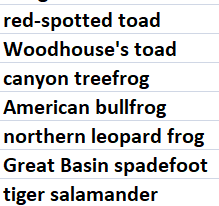 red-spotted toad
Woodhouse's toad
canyon treefrog
American bullfrog
northern leopard frog
Great Basin spadefoot
tiger salamander